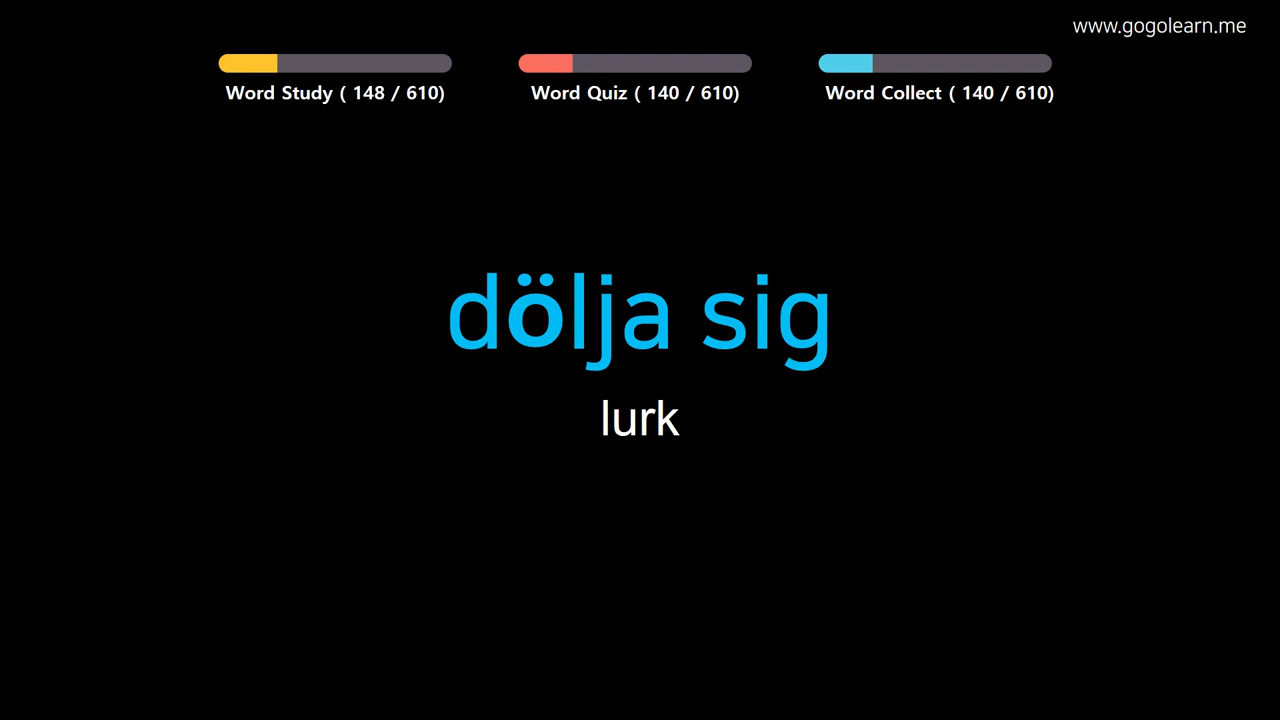 www.gogolearn.me
Word Study ( 148 / 610)
Word Quiz ( 140 / 610)
Word Collect ( 140 / 610)
dölja sig
lurk